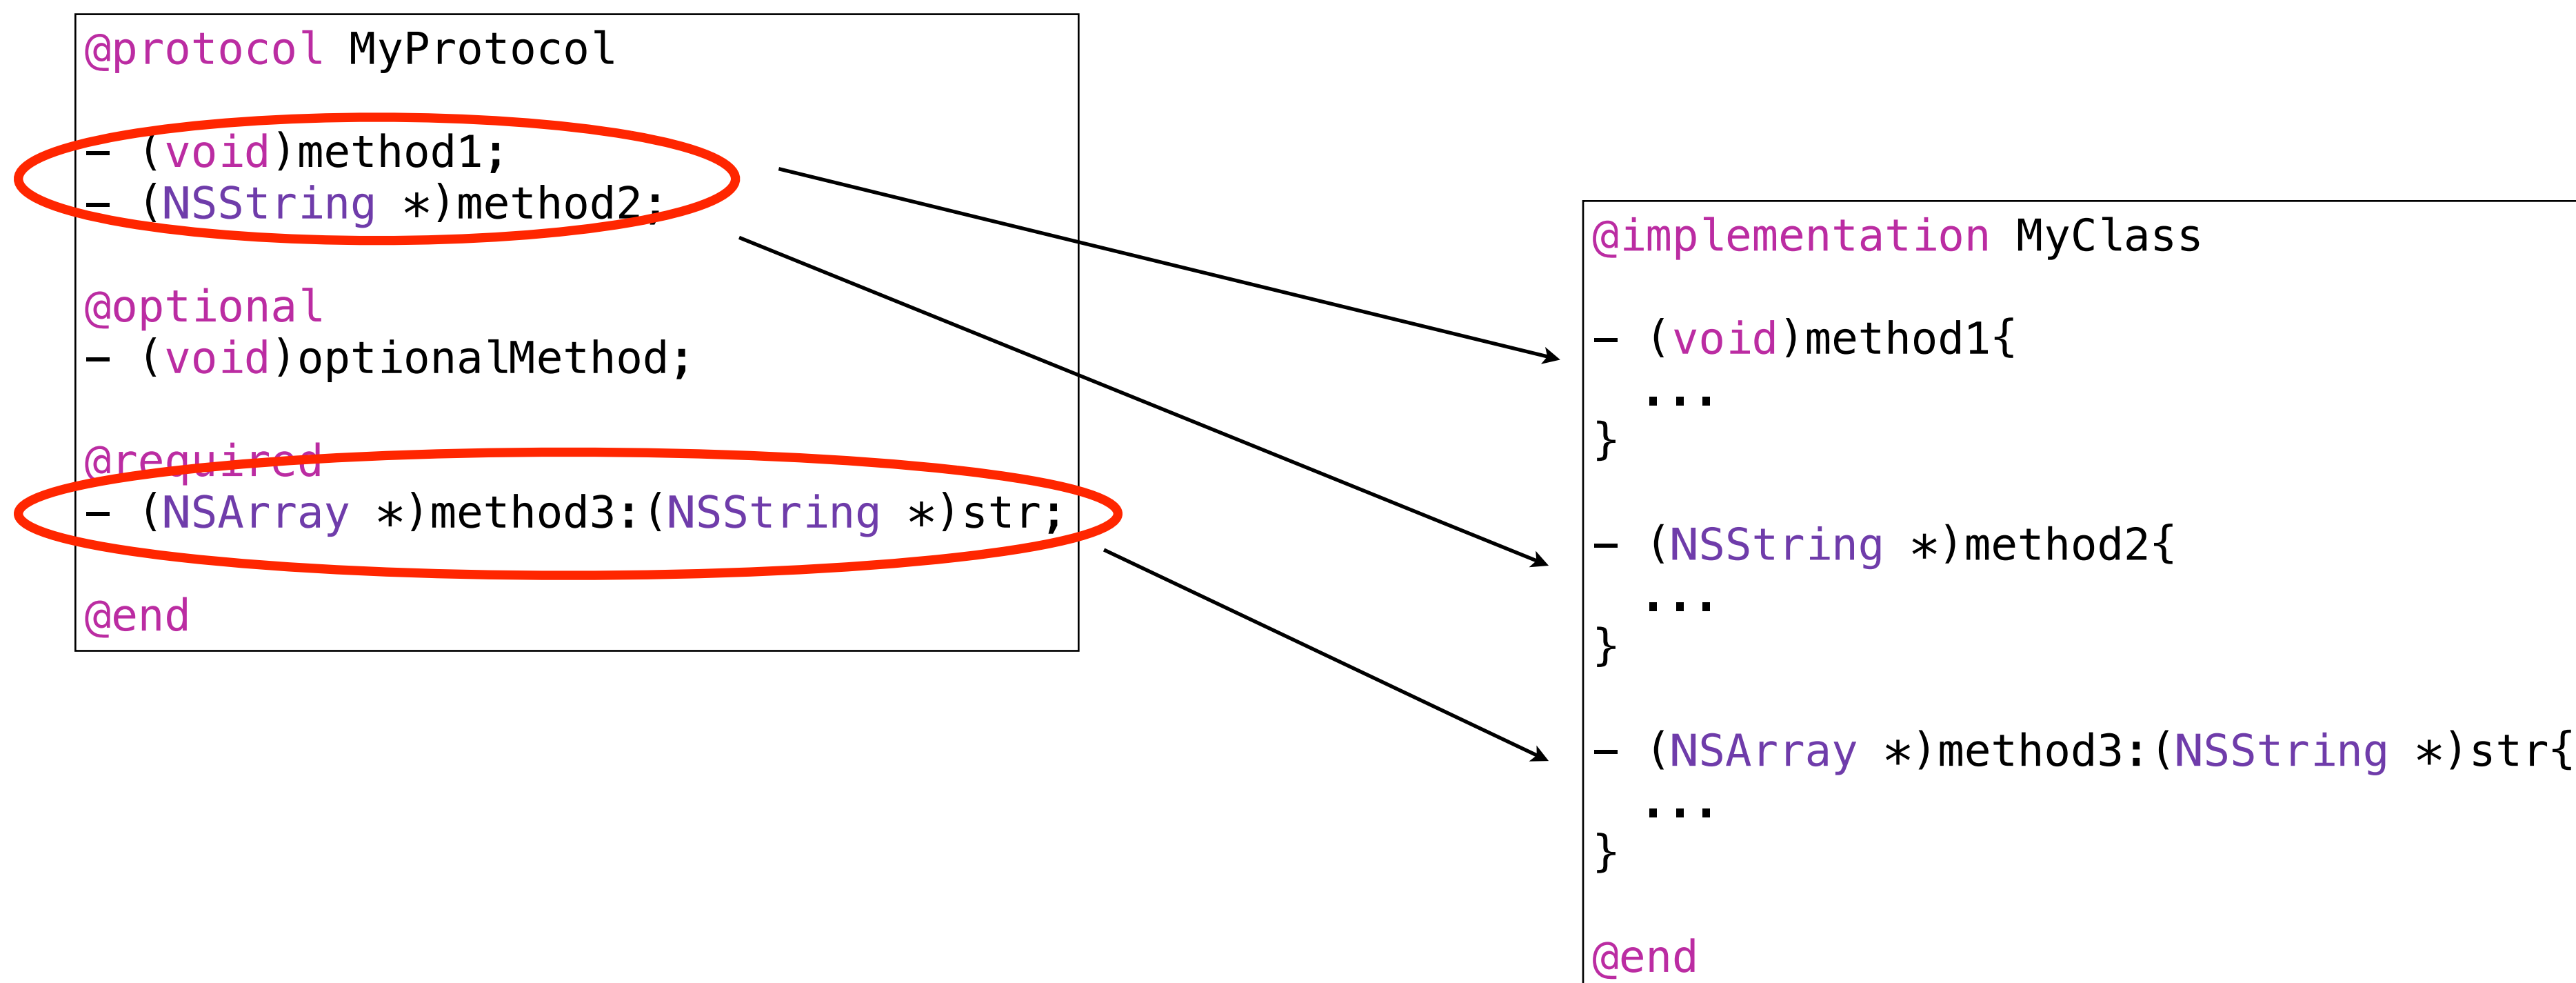 @protocol MyProtocol
- (void)method1;
- (NSString *)method2;
@optional
- (void)optionalMethod;
@required
- (NSArray *)method3:(NSString *)str;
@end
@implementation MyClass
- (void)method1{
...
}
- (NSString *)method2{
...
}
- (NSArray *)method3:(NSString *)str{
...
}
@end